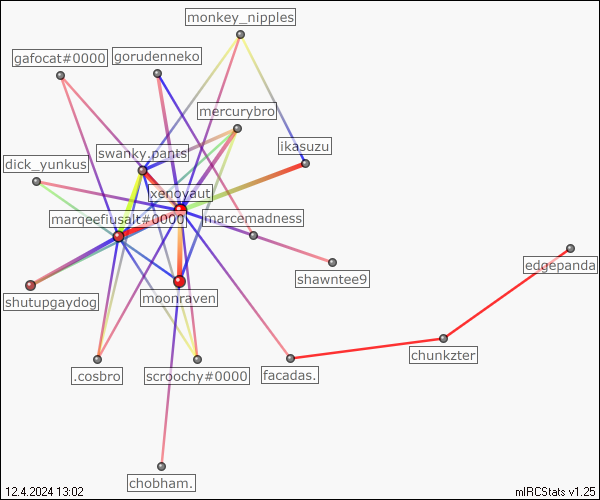 monkey_nipples
gafocat#0000
gorudenneko
mercurybro
ikasuzu
swanky.pants
dick_yunkus
xenovaut
marqeefiusalt#0000
marcemadness
edgepanda
shawntee9
shutupgaydog
moonraven
chunkzter
.cosbro
scroochy#0000
facadas.
chobham.
12.4.2024 13:02
mIRCStats v1.25